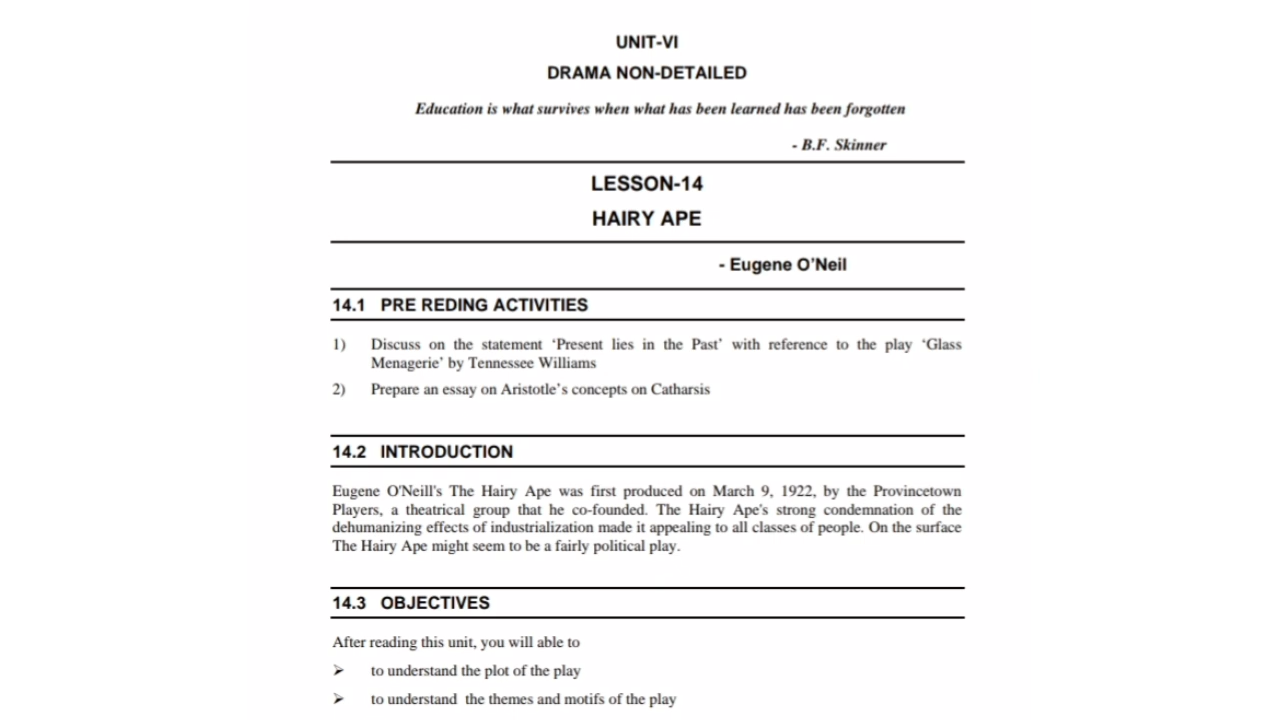 UNIT-VI
DRAMA NON-DETAILED
Education is what survives when what has been learned has been forgotten
- B.F. Skinner
LESSON-14
HAIRY APE
- Eugene O’Neil
14.1 PRE REDING ACTIVITIES
1) Discuss on the statement ‘Present lies in the Past’ with reference to the play ‘Glass
Menagerie’ by Tennessee Williams
2) Prepare an essay on Aristotle’s concepts on Catharsis
14.2 INTRODUCTION
Eugene O'Neill's The Hairy Ape was first produced on March 9, 1922, by the Provincetown
Players, a theatrical group that he co-founded. The Hairy Ape's strong condemnation of the
dehumanizing effects of industrialization made it appealing to all classes of people. On the surface
The Hairy Ape might seem to be a fairly political play.
14.3 OBJECTIVES
After reading this unit, you will able to
➢ to understand the plot of the play
➢ to understand the themes and motifs of the play